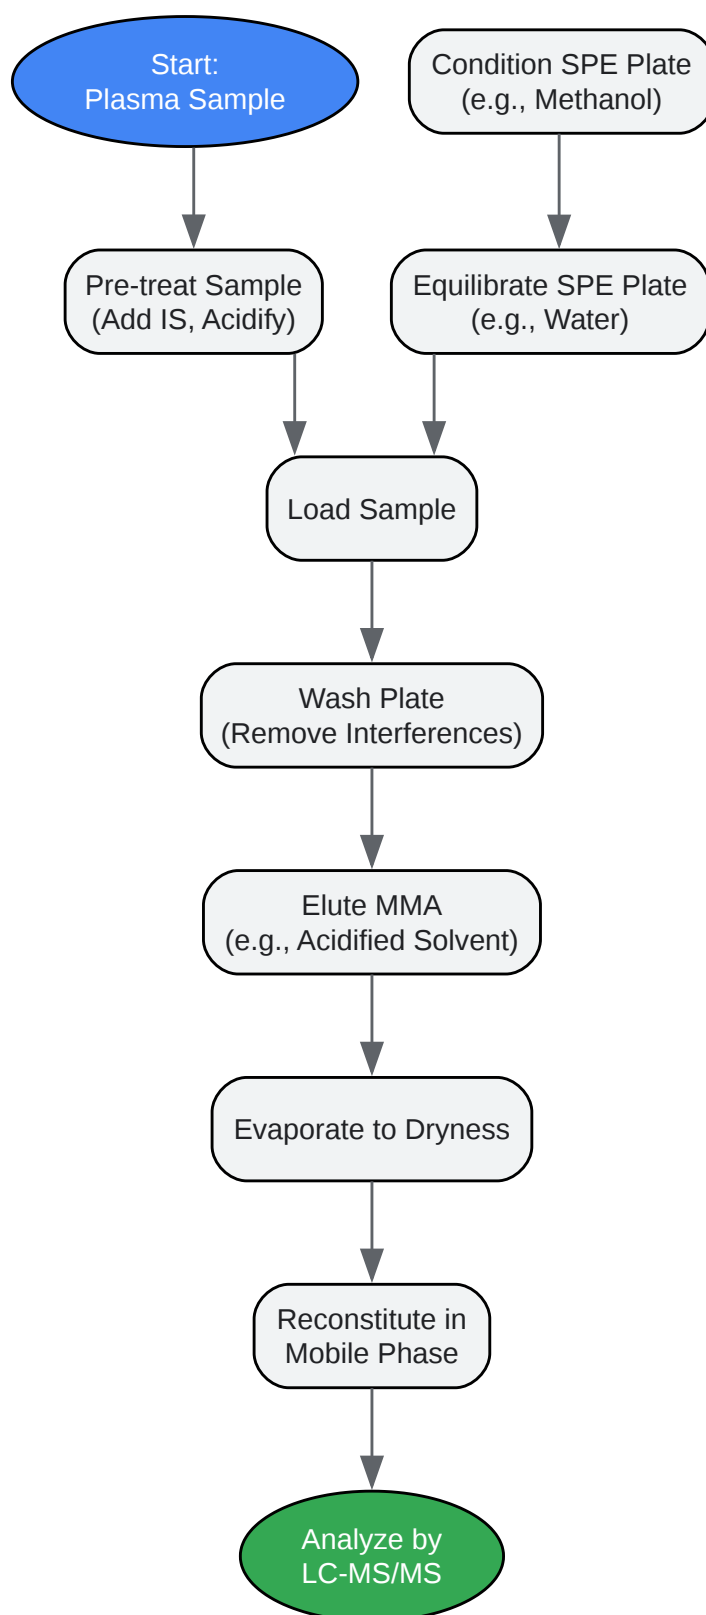 Start:
Plasma Sample
Condition SPE Plate
(e.g., Methanol)
Pre-treat Sample
(Add IS, Acidify)
Equilibrate SPE Plate
(e.g., Water)
Load Sample
Wash Plate
(Remove Interferences)
Elute MMA
(e.g., Acidified Solvent)
Evaporate to Dryness
Reconstitute in
Mobile Phase
Analyze by
LC-MS/MS